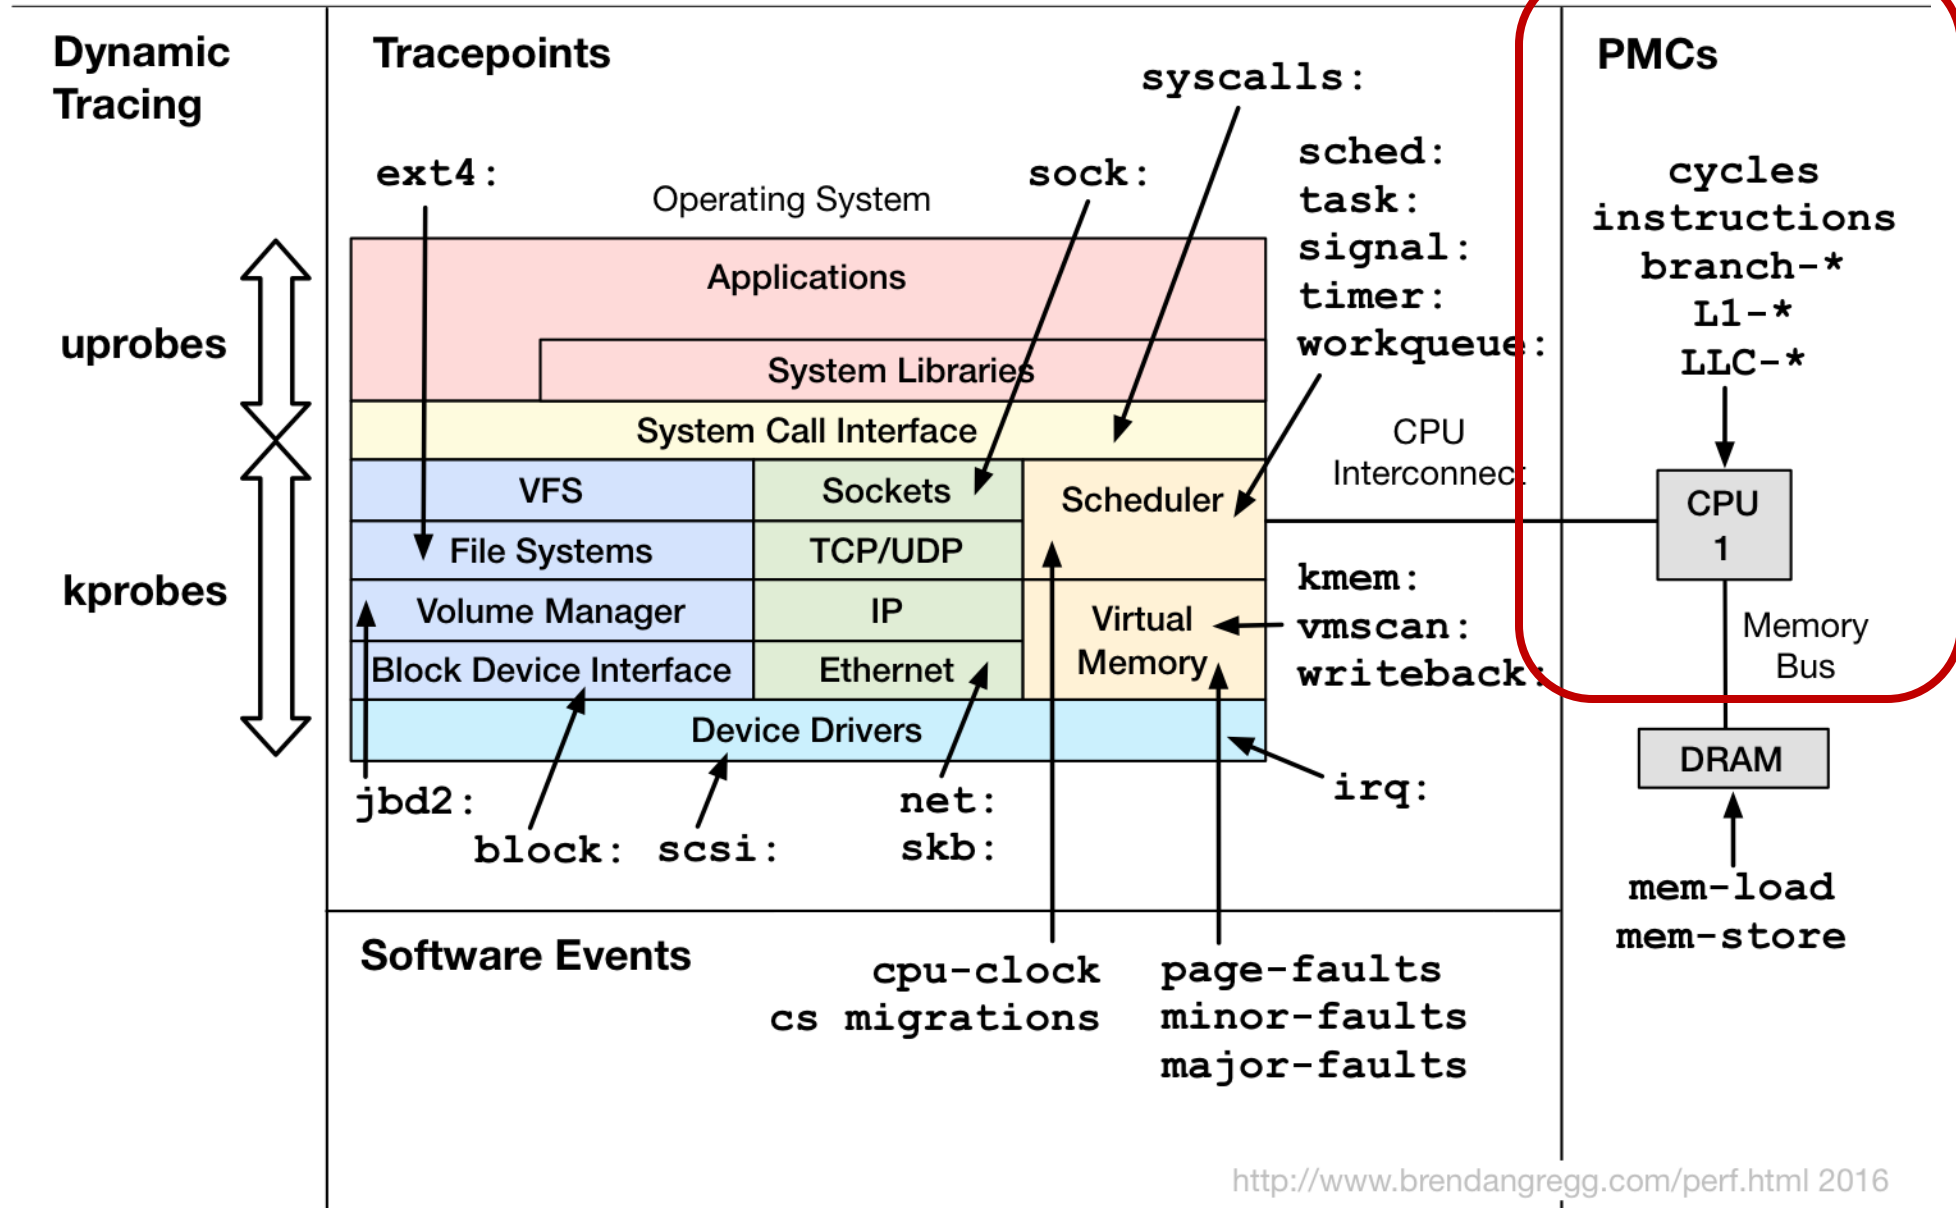 Dynamic
Tracing
uprobes
kprobes
Tracepoints
syscalls:
ext4:
Operating System
sock:
sched:
task:
signal:
timer:
workqueue:
Applications
System Libraries
System Call Interface
VFS
Sockets
Scheduler
File Systems
TCP/UDP
Volume Manager
IP
Virtual
Memory
Block Device Interface
Ethernet
Device Drivers
CPU
Interconnect
kmem:
vmscan:
writeback:
jbd2:
block:
scsi:
net:
skb:
irq:
Software Events
cpu-clock
cs migrations
page-faults
minor-faults
major-faults
PMCs
cycles
instructions
branch-*
L1-*
LLC-*
CPU
1
Memory
Bus
DRAM
mem-load
mem-store
http://www.brendangregg.com/perf.html 2016